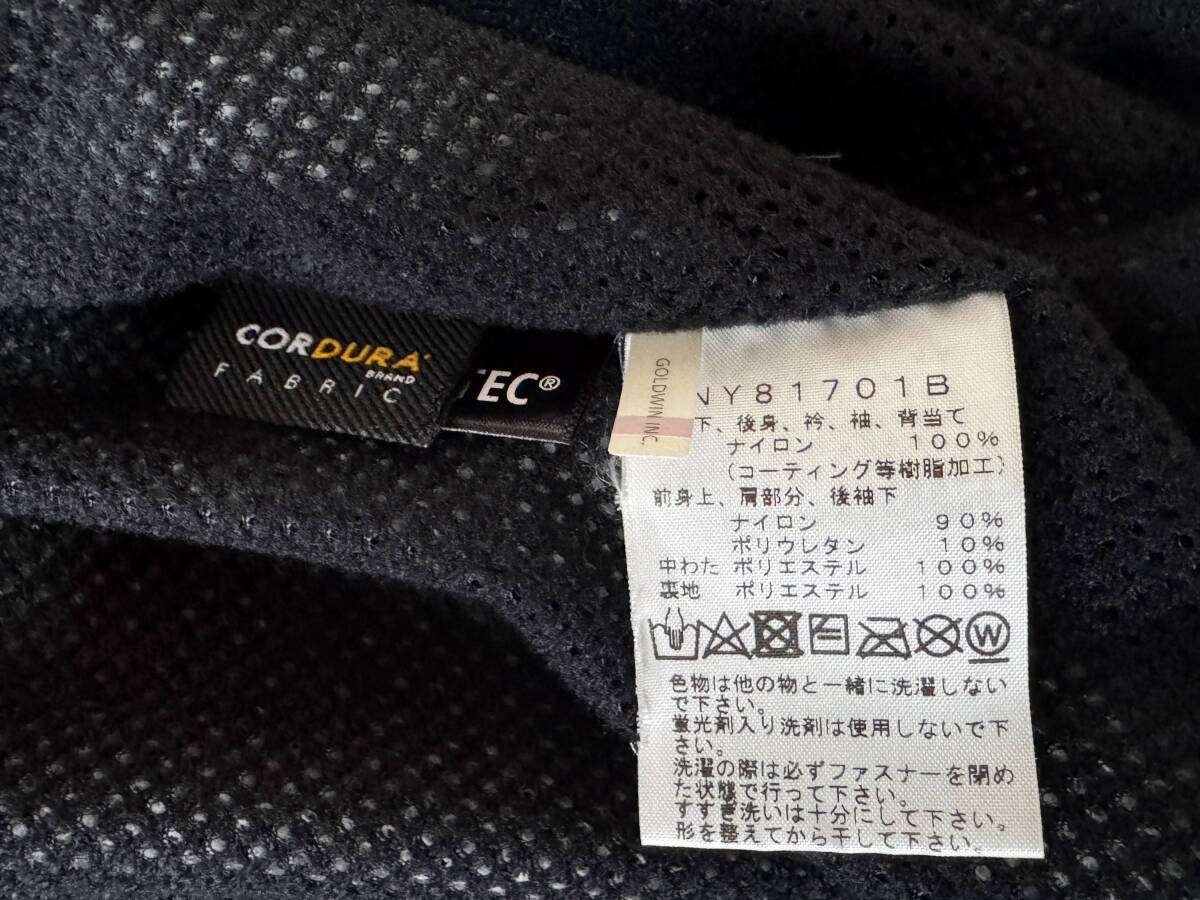 CORDURA
BRAND
FABRIC
TEC®
GOLDWIN INC.
NY81701B
下、後身、衿、袖、背当て
ナイロン 100%
(コーティング等樹脂加工)
前身上、肩部分、後袖下
ナイロン 90%
ポリウレタン 10%
中わた ポリエステル 100%
裏地 ポリエステル 100%
W
色物は他の物と一緒に洗濯しない
で下さい。
蛍光剤入り洗剤は使用しないで下
さい。
洗濯の際は必ずファスナーを閉め
た状態で行って下さい。
すすぎ洗いは十分にして下さい。
形を整えてから干して下さい。